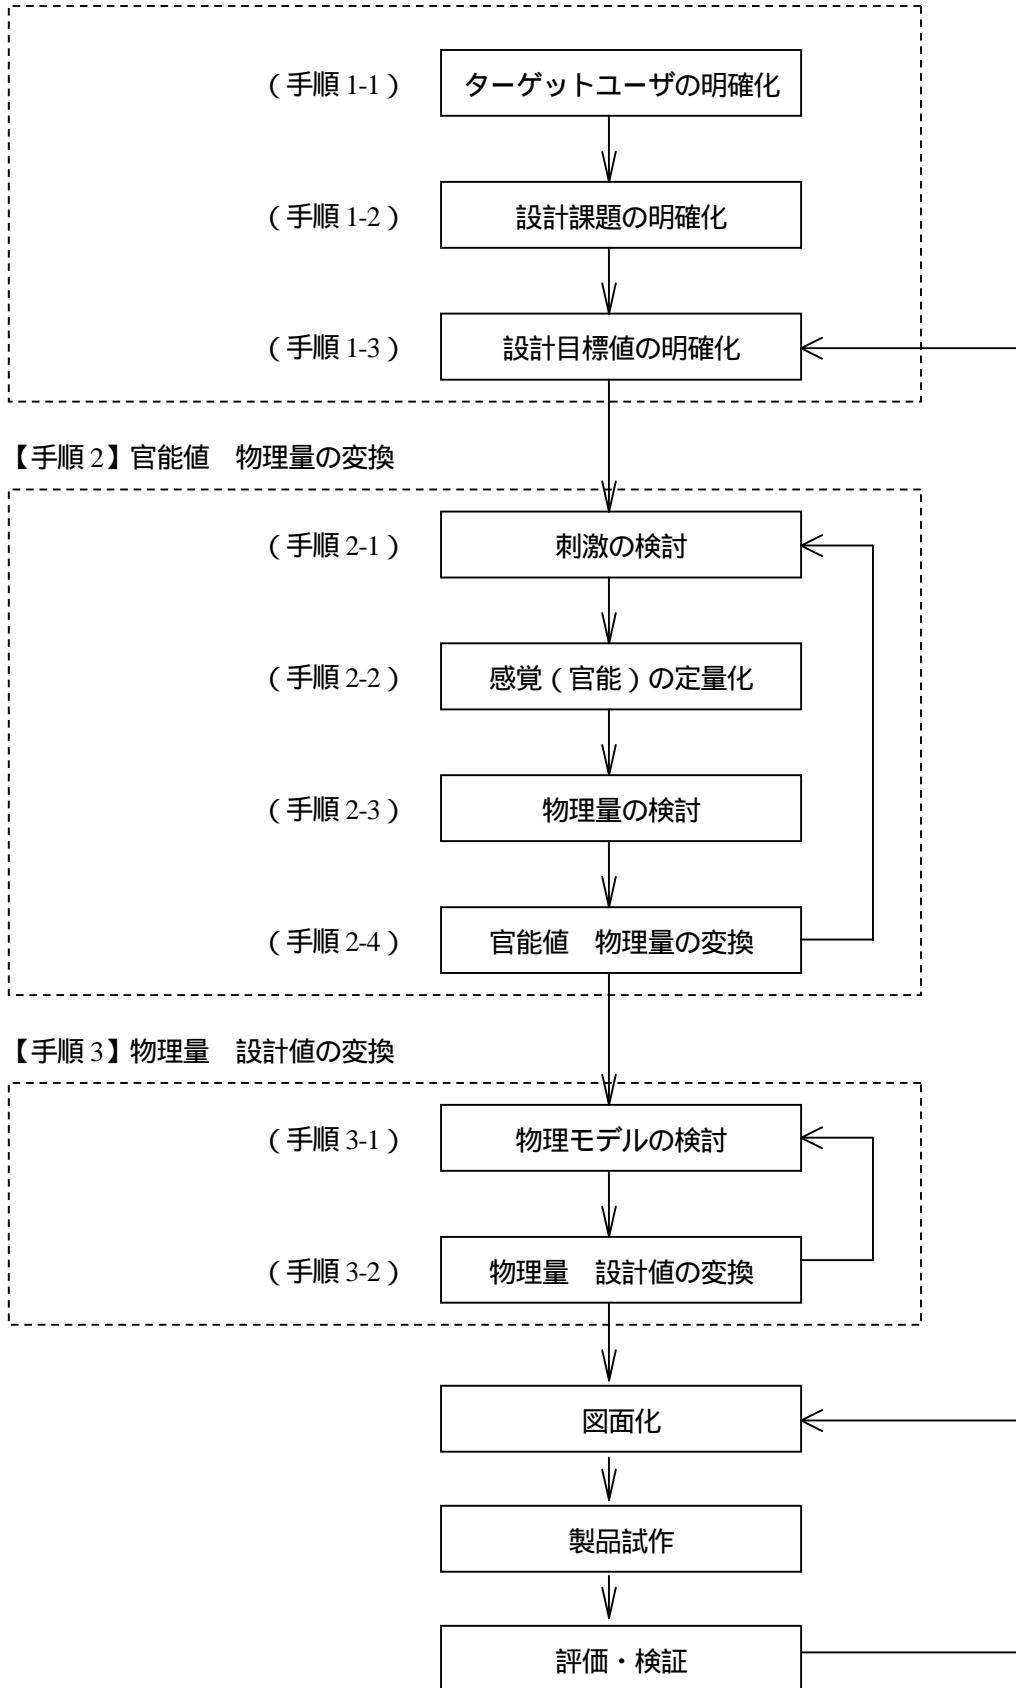 (手順 1-1) ターゲットユーザの明確化
(手順 1-2) 設計課題の明確化
(手順 1-3) 設計目標値の明確化
【手順 2】官能値　物理量の変換
(手順 2-1) 刺激の検討
(手順 2-2) 感覚(官能)の定量化
(手順 2-3) 物理量の検討
(手順 2-4) 官能値　物理量の変換
【手順 3】物理量　設計値の変換
(手順 3-1) 物理モデルの検討
(手順 3-2) 物理量　設計値の変換
図面化
製品試作
評価・検証